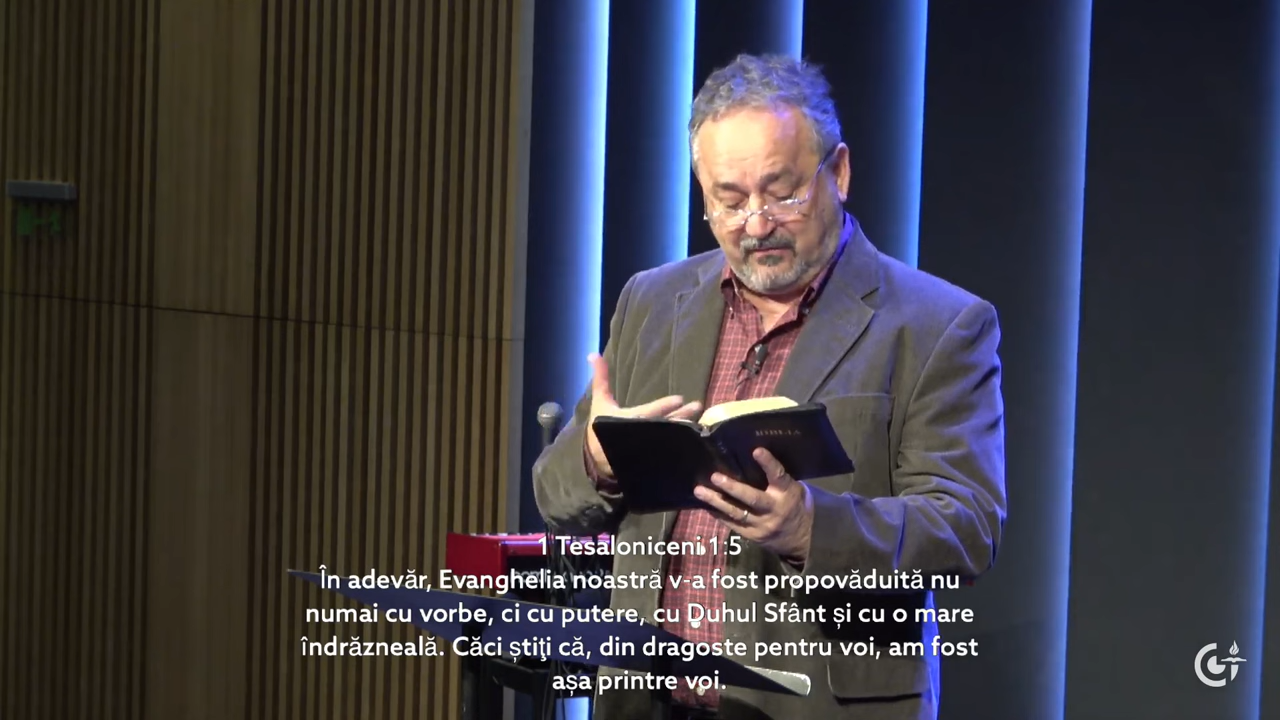 BIBLIA
1 Tesaloniceni 1:5
În adevăr, Evanghelia noastră v-a fost propovăduită nu
numai cu vorbe, ci cu putere, cu Duhul Sfânt și cu o mare
îndrăzneală. Căci știţi că, din dragoste pentru voi, am fost
așa printre voi.